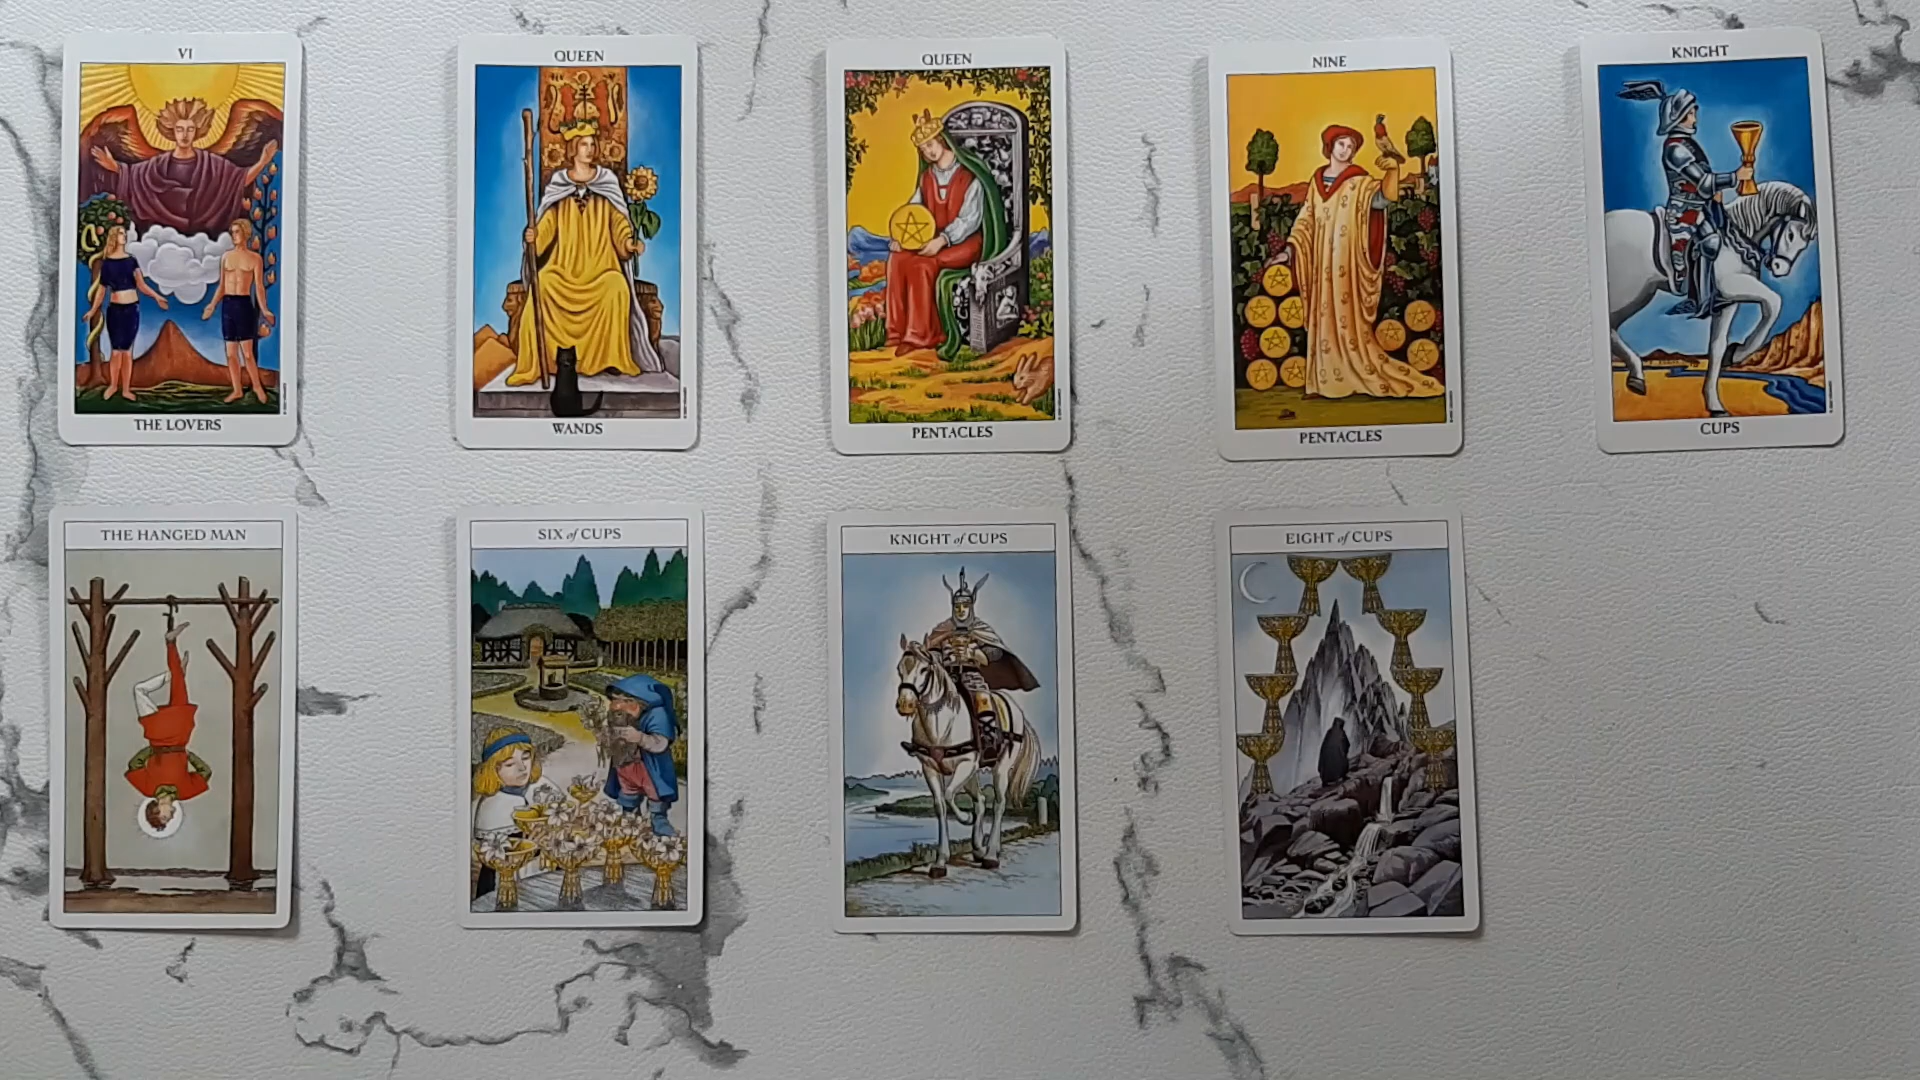 VI
THE LOVERS
QUEEN
WANDS
QUEEN
PENTACLES
NINE
PENTACLES
KNIGHT
CUPS
THE HANGED MAN
SIX of CUPS
KNIGHT of CUPS
EIGHT of CUPS